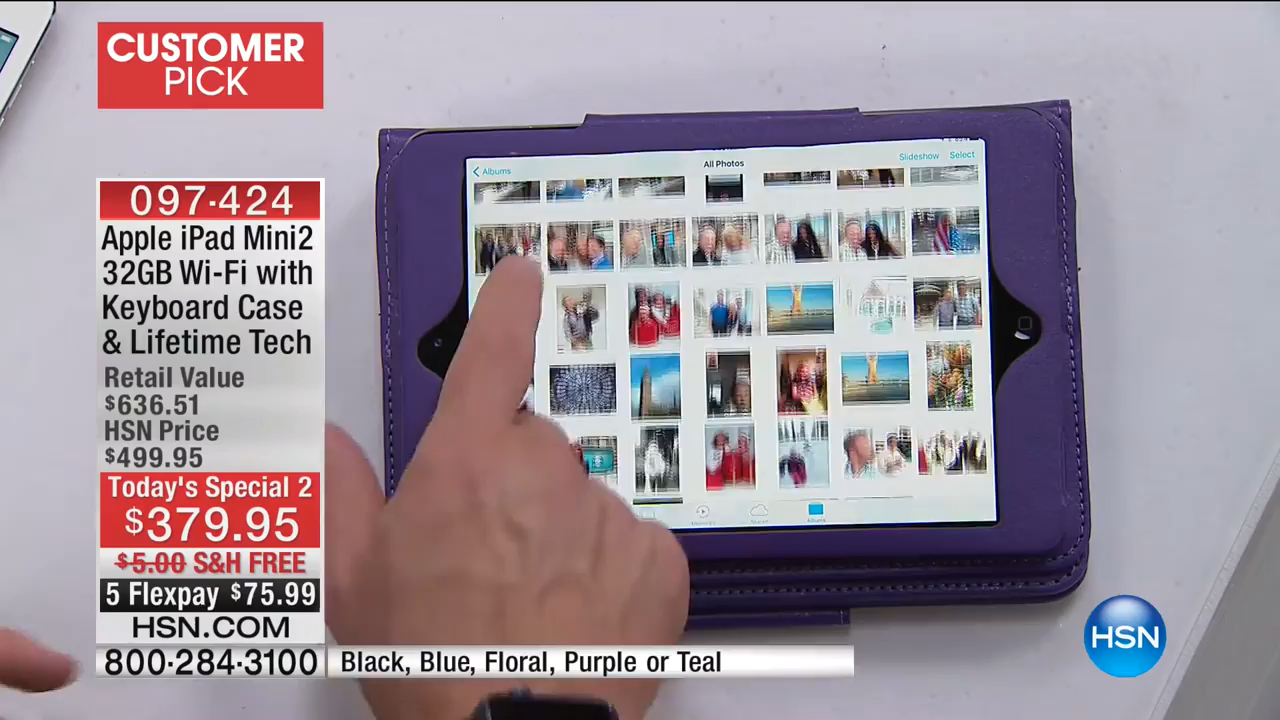 CUSTOMER
PICK
097-424
Apple iPad Mini2
32GB Wi-Fi with
Keyboard Case
& Lifetime Tech
Retail Value
$636.51
HSN Price
$499.95
Today's Special 2
$379.95
$5.00 S&H FREE
5 Flexpay $75.99
HSN.COM
800-284-3100
Black, Blue, Floral, Purple or Teal
Albums
All Photos
Slideshow Select
Albums
HSN